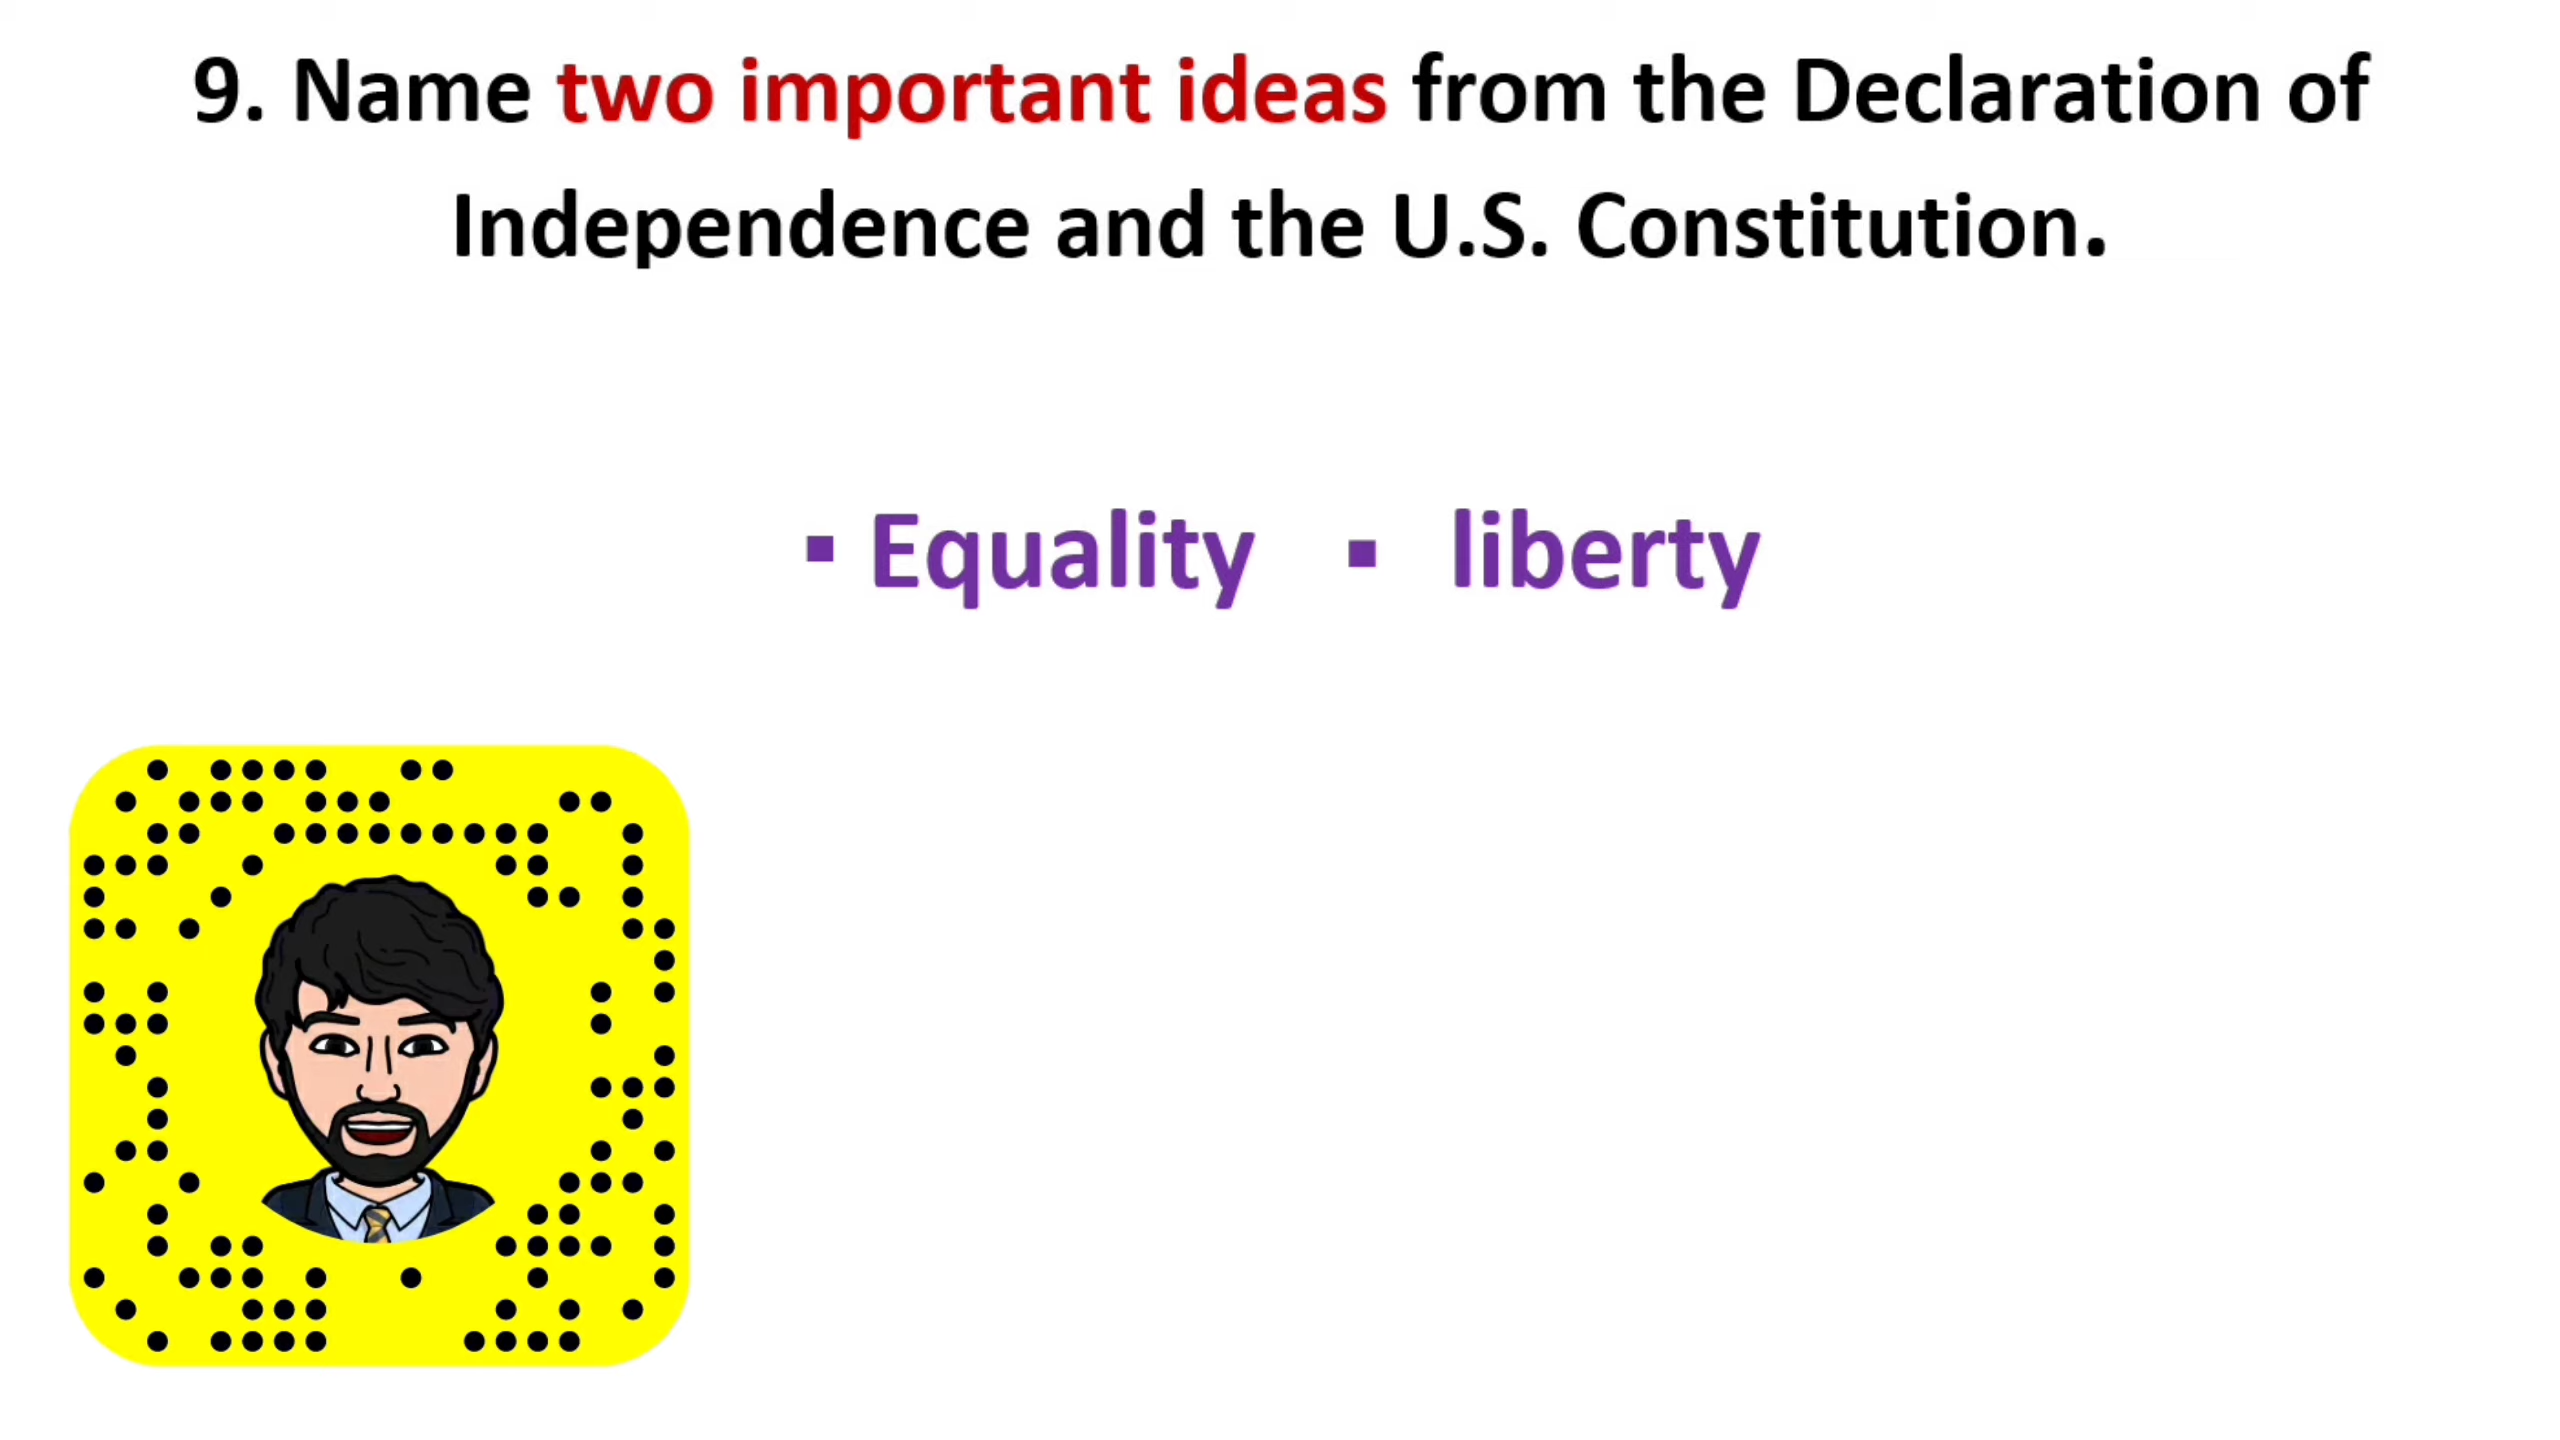 9. Name two important ideas from the Declaration of
Independence and the U.S. Constitution.
▪ Equality ▪ liberty